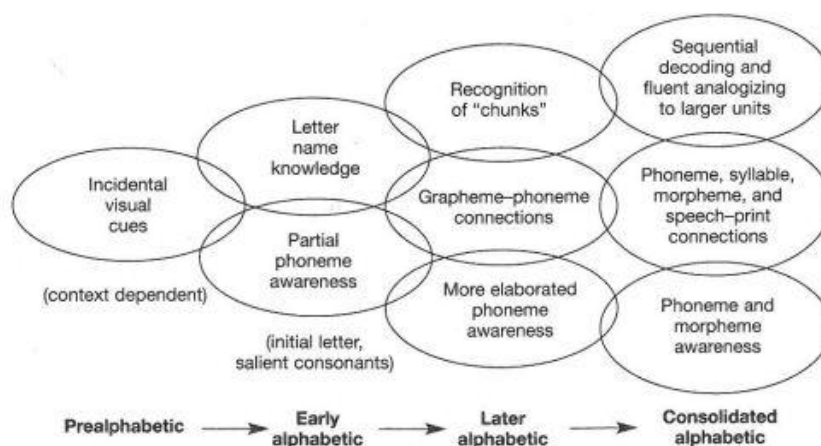 Incidental
visual
cues
(context dependent)
Letter
name
knowledge
Partial
phoneme
awareness
(initial letter,
salient consonants)
Recognition
of “chunks”
Grapheme–phoneme
connections
More elaborated
phoneme
awareness
Sequential
decoding and
fluent analogizing
to larger units
Phoneme, syllable,
morpheme, and
speech–print
connections
Phoneme and
morpheme
awareness
Prealphabetic
Early
alphabetic
Later
alphabetic
Consolidated
alphabetic